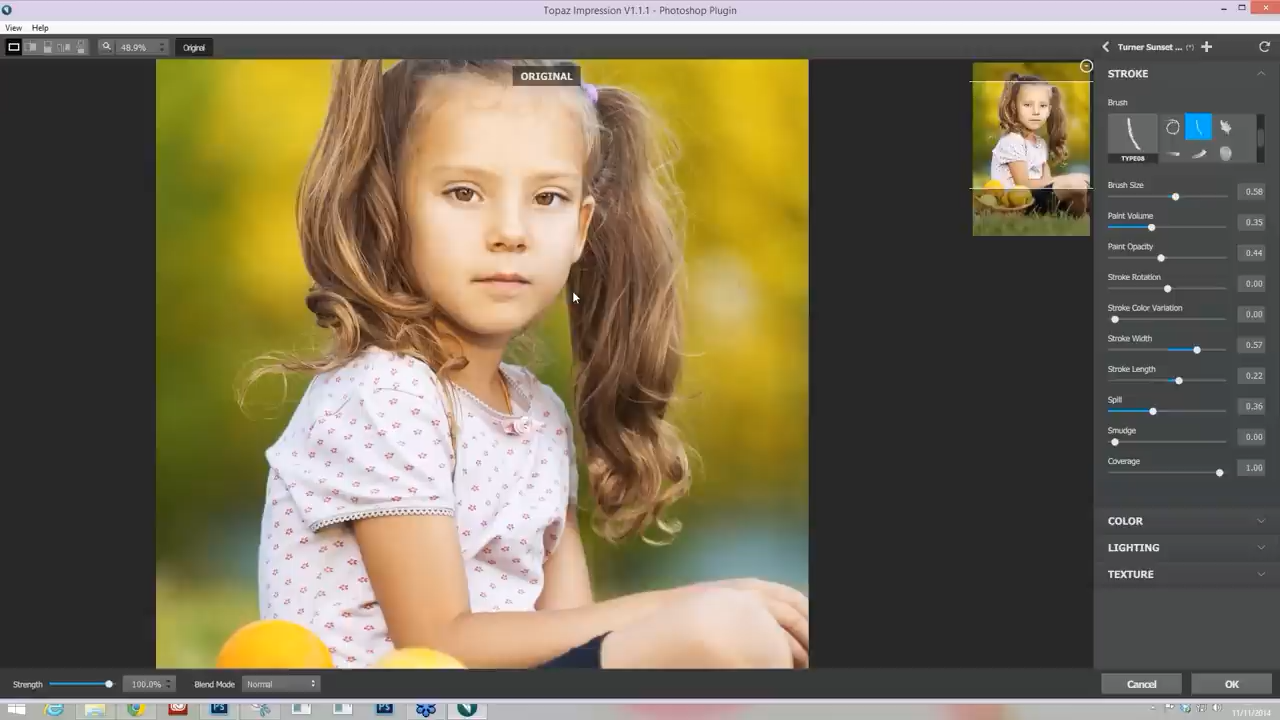 Topaz Impression V1.1.1 - Photoshop Plugin
View Help
48.9% Original
Turner Sunset ... (*)
ORIGINAL
STROKE
Brush
TYPE08
Brush Size 0.58
Paint Volume 0.35
Paint Opacity 0.44
Stroke Rotation 0.00
Stroke Color Variation 0.00
Stroke Width 0.57
Stroke Length 0.22
Spill 0.36
Smudge 0.00
Coverage 1.00
COLOR
LIGHTING
TEXTURE
Strength 100.0% Blend Mode Normal Cancel OK
11/11/2014